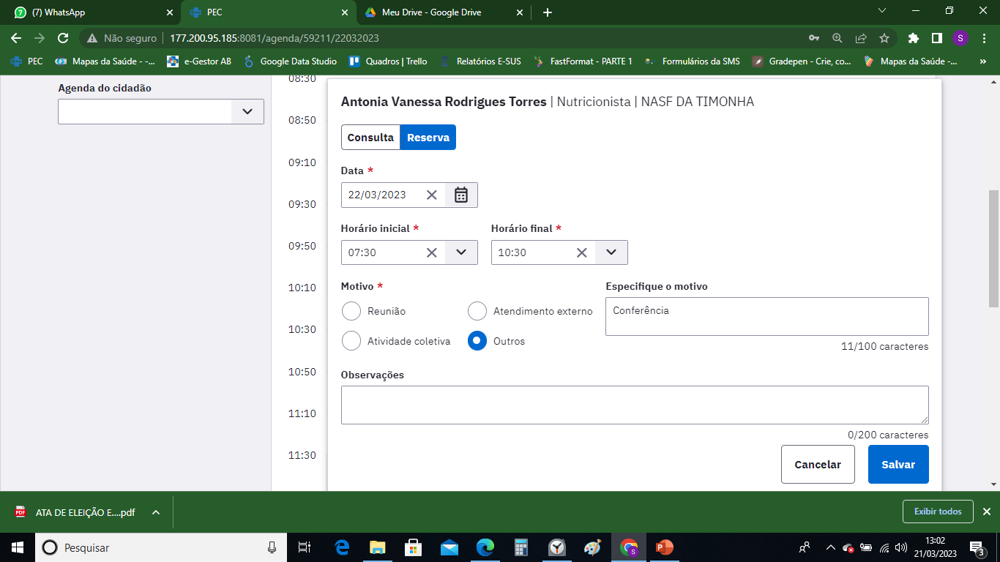 (7) WhatsApp
PEC
Meu Drive - Google Drive
Não seguro
177.200.95.185:8081/agenda/59211/22032023
S
PEC
Mapas da Saúde - -...
e-Gestor AB
Google Data Studio
Quadros | Trello
Relatórios E-SUS
FastFormat - PARTE 1
Formulários da SMS
Gradepen - Crie, co...
Mapas da Saúde -...
»
Agenda do cidadão
08:30
08:50
09:10
09:30
09:50
10:10
10:30
10:50
11:10
11:30
Antonia Vanessa Rodrigues Torres | Nutricionista | NASF DA TIMONHA
Consulta
Reserva
Data *
22/03/2023
Horário inicial *
Horário final *
07:30
10:30
Motivo *
Especifique o motivo
Reunião
Atendimento externo
Conferência
Atividade coletiva
Outros
11/100 caracteres
Observações
0/200 caracteres
Cancelar
Salvar
PDF
ATA DE ELEIÇÃO E....pdf
Exibir todos
Pesquisar
13:02
21/03/2023
3